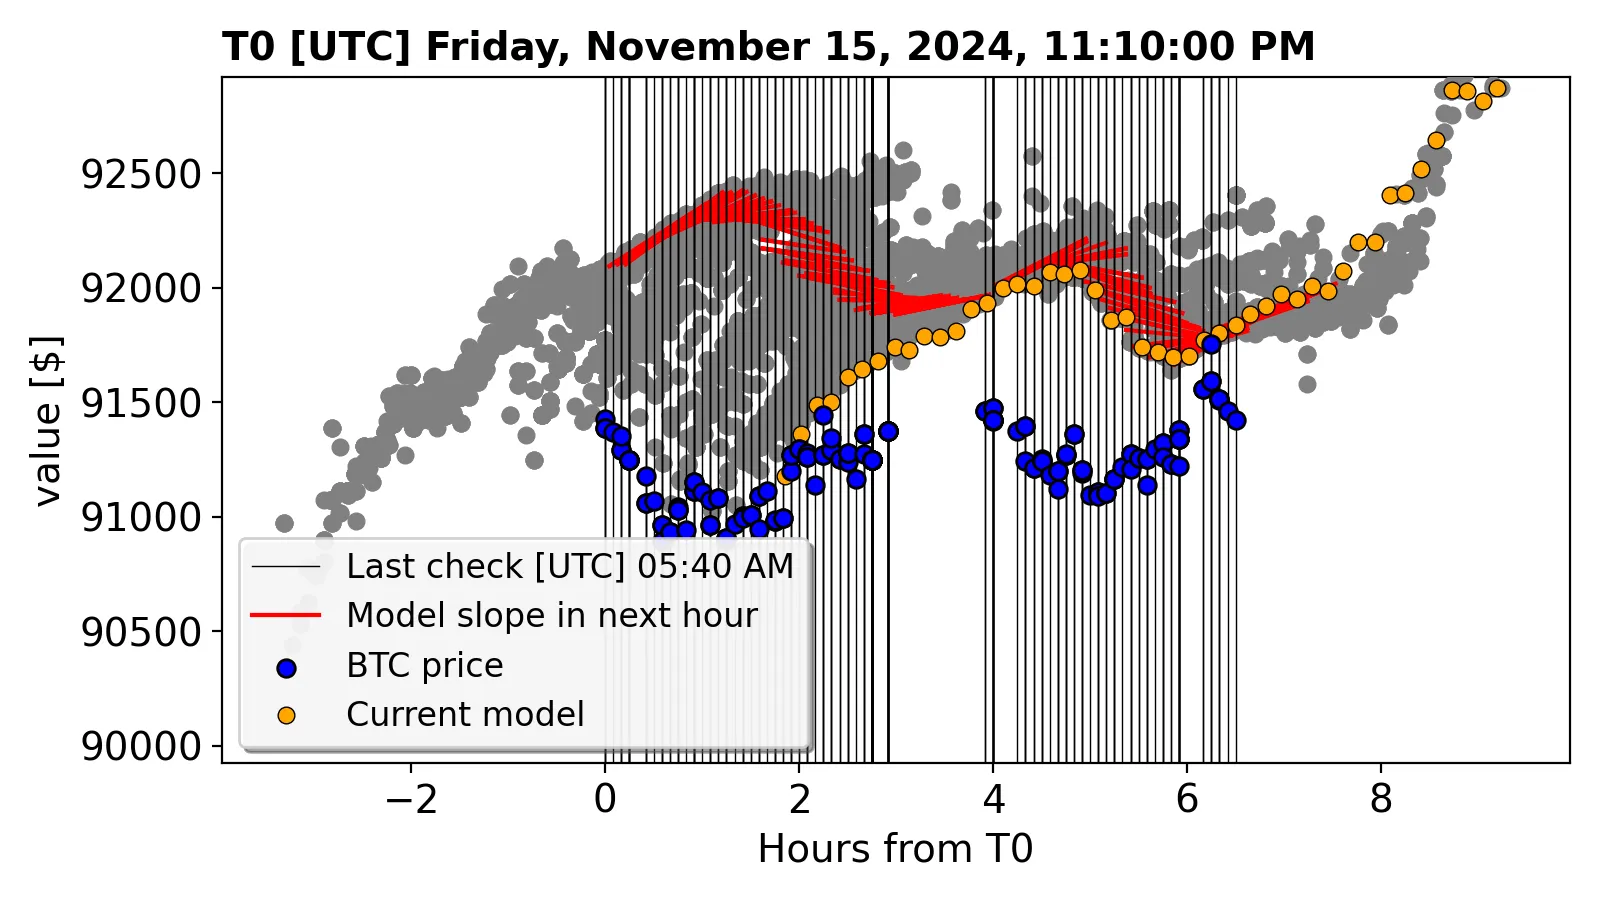 T0 [UTC] Friday, November 15, 2024, 11:10:00 PM
value [$]
92500
92000
91500
91000
90500
90000
Last check [UTC] 05:40 AM
Model slope in next hour
BTC price
Current model
−2 0 2 4 6 8
Hours from T0